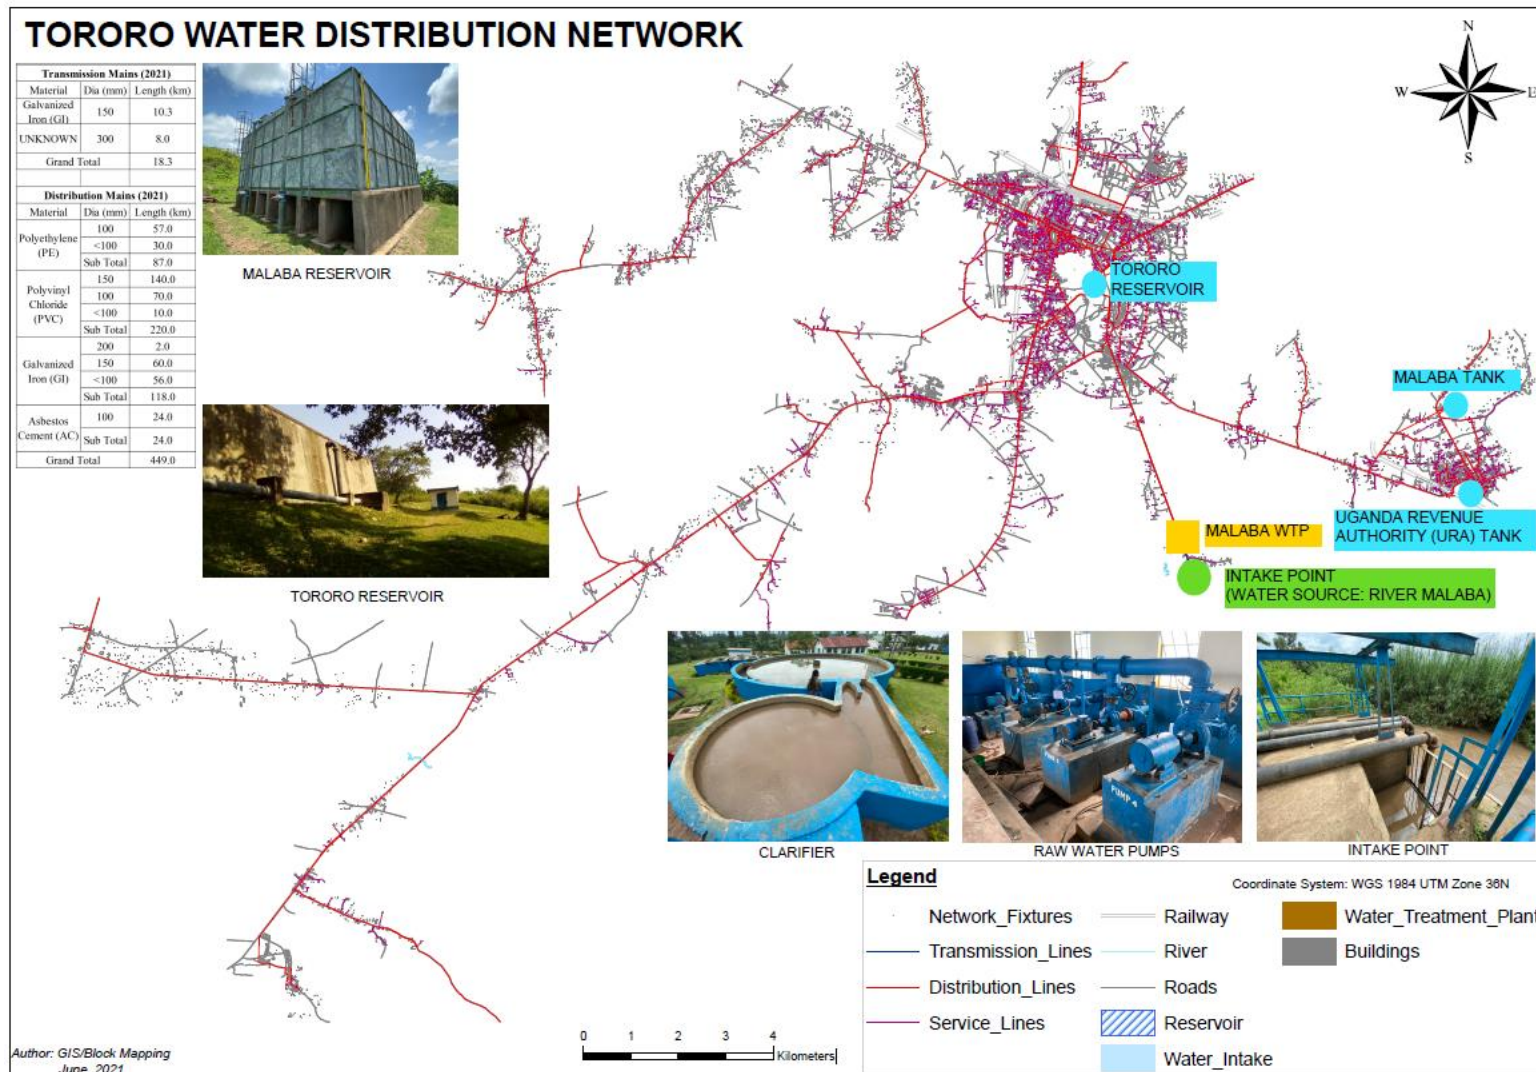 TORORO WATER DISTRIBUTION NETWORK
Transmission Mains (2021)
Material Dia (mm) Length (km)
Galvanized Iron (GI) 150 10.3
UNKNOWN 300 8.0
Grand Total 18.3
Distribution Mains (2021)
Material Dia (mm) Length (km)
Polyethylene (PE) 100 57.0
<100 30.0
Sub Total 87.0
Polyvinyl Chloride (PVC) 150 140.0
100 70.0
<100 10.0
Sub Total 220.0
Galvanized Iron (GI) 200 2.0
150 60.0
<100 56.0
Sub Total 118.0
Asbestos Cement (AC) 100 24.0
Sub Total 24.0
Grand Total 449.0
MALABA RESERVOIR
TORORO RESERVOIR
N
W E
S
TORORO
RESERVOIR
MALABA TANK
UGANDA REVENUE
AUTHORITY (URA) TANK
MALABA WTP
INTAKE POINT
(WATER SOURCE: RIVER MALABA)
PUMP 4
CLARIFIER
RAW WATER PUMPS
INTAKE POINT
Legend
Coordinate System: WGS 1984 UTM Zone 36N
Network_Fixtures
Transmission_Lines
Distribution_Lines
Service_Lines
Railway
River
Roads
Reservoir
Water_Intake
Water_Treatment_Plant
Buildings
0 1 2 3 4
Kilometers
Author: GIS/Block Mapping
June, 2021